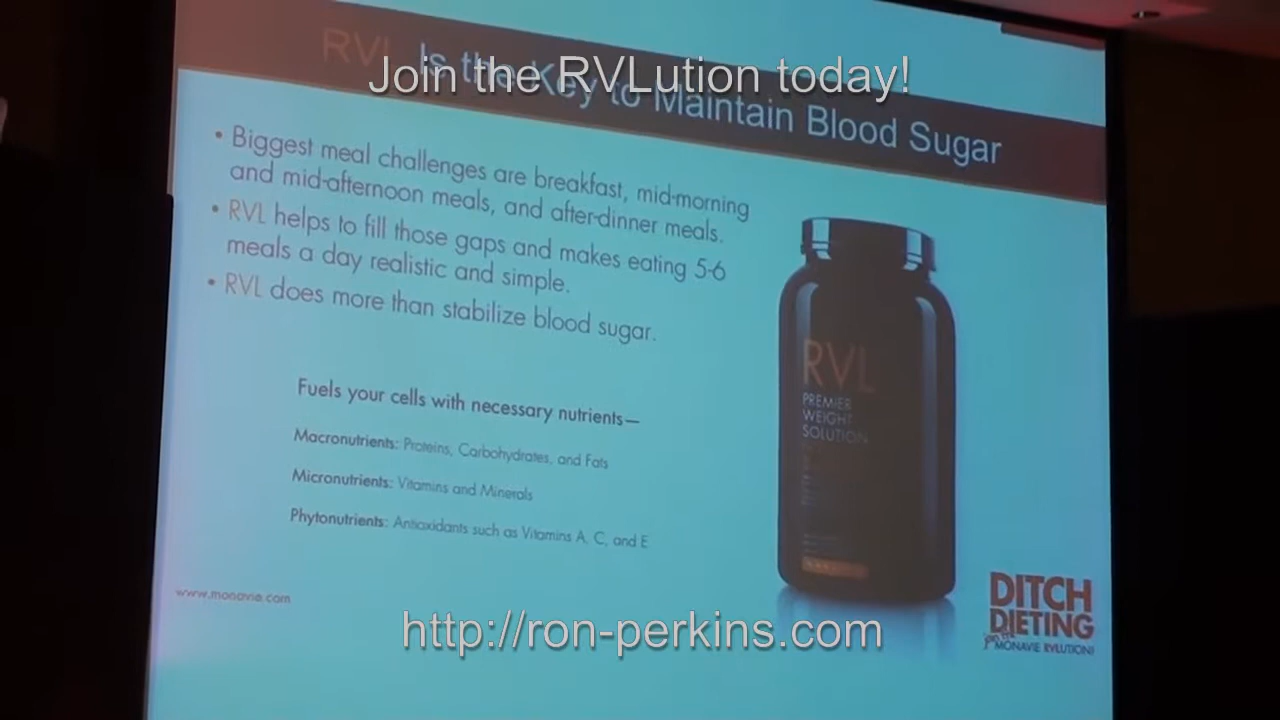 Join the RVLution today!
RVL Is the Key to Maintain Blood Sugar
• Biggest meal challenges are breakfast, mid-morning
and mid-afternoon meals, and after-dinner meals.
• RVL helps to fill those gaps and makes eating 5-6
meals a day realistic and simple.
• RVL does more than stabilize blood sugar.
Fuels your cells with necessary nutrients—
Macronutrients: Proteins, Carbohydrates, and Fats
Micronutrients: Vitamins and Minerals
Phytonutrients: Antioxidants such as Vitamins A, C, and E
RVL
PREMIER
WEIGHT
SOLUTION
www.monavie.com
DITCH
DIETING
MONAVIE RVLUTION!
http://ron-perkins.com